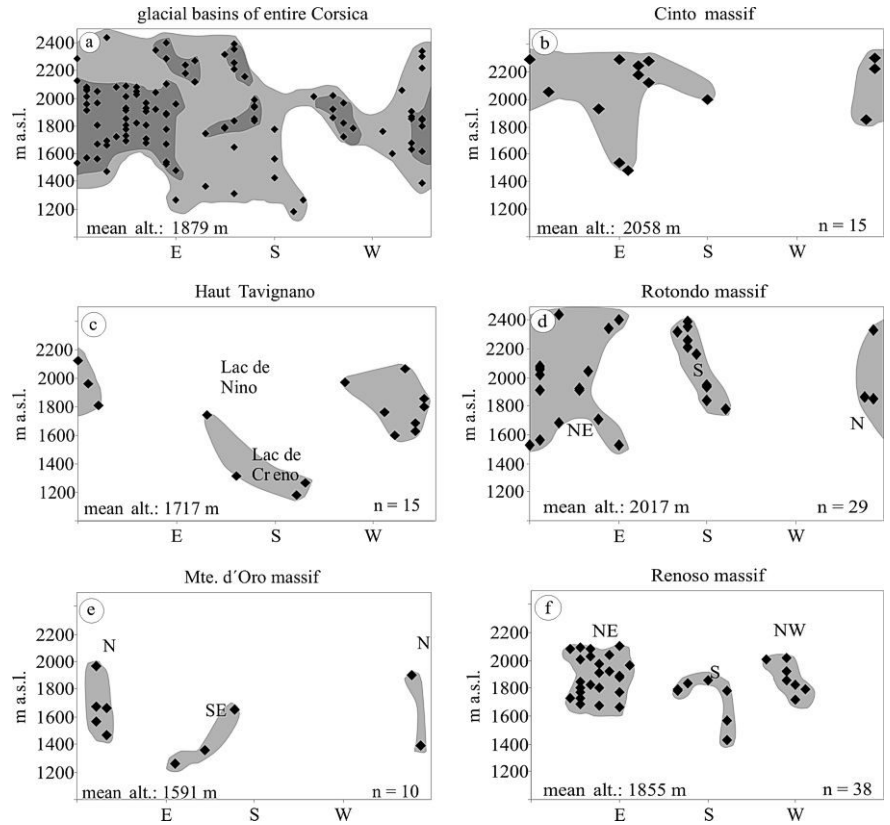 glacial basins of entire Corsica
a
2400
2200
2000
1800
1600
1400
1200
m a.s.l.
mean alt.: 1879 m
E S W
Cinto massif
b
2200
2000
1800
1600
1400
1200
m a.s.l.
mean alt.: 2058 m
n = 15
E S W
Haut Tavignano
c
2200
2000
1800
1600
1400
1200
m a.s.l.
Lac de
Nino
Lac de
Creno
mean alt.: 1717 m
n = 15
E S W
Rotondo massif
d
2400
2200
2000
1800
1600
1400
1200
m a.s.l.
S
NE
N
mean alt.: 2017 m
n = 29
E S W
Mte. d´Oro massif
e
2200
2000
1800
1600
1400
1200
m a.s.l.
N
N
SE
mean alt.: 1591 m
n = 10
E S W
Renoso massif
f
2200
2000
1800
1600
1400
1200
m a.s.l.
NE
NW
S
mean alt.: 1855 m
n = 38
E S W